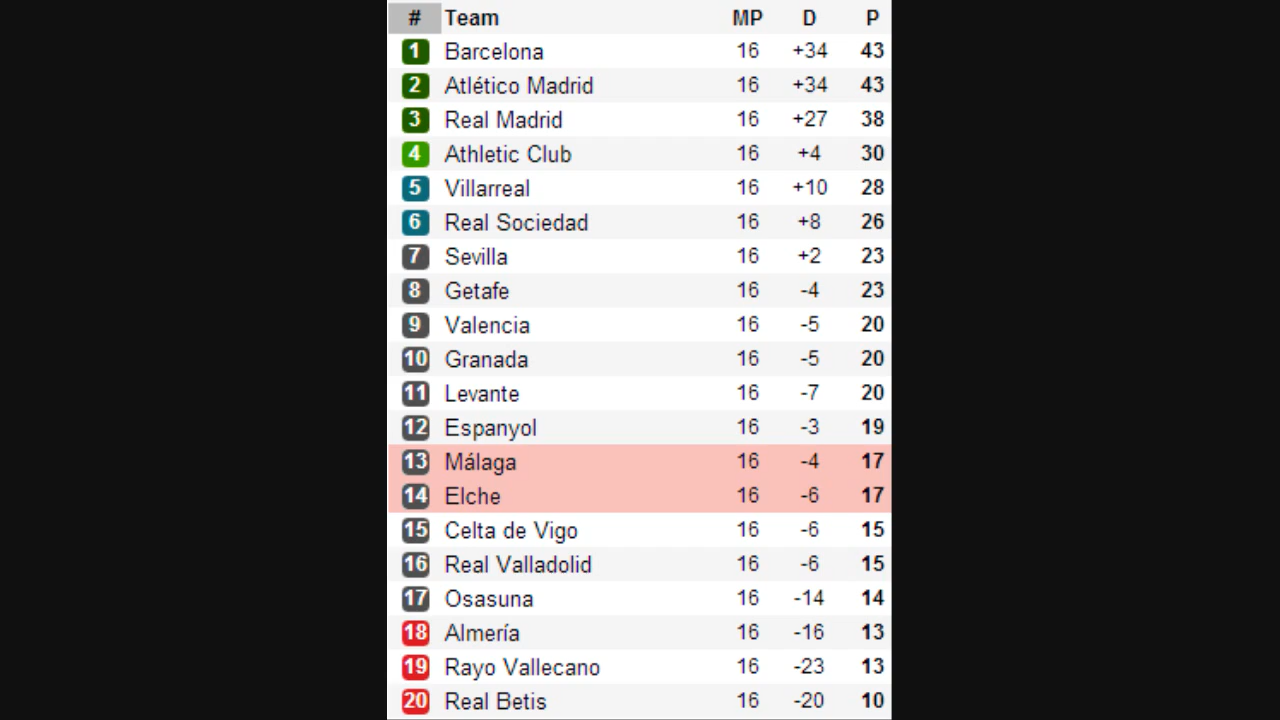 # Team MP D P
1 Barcelona 16 +34 43
2 Atlético Madrid 16 +34 43
3 Real Madrid 16 +27 38
4 Athletic Club 16 +4 30
5 Villarreal 16 +10 28
6 Real Sociedad 16 +8 26
7 Sevilla 16 +2 23
8 Getafe 16 -4 23
9 Valencia 16 -5 20
10 Granada 16 -5 20
11 Levante 16 -7 20
12 Espanyol 16 -3 19
13 Málaga 16 -4 17
14 Elche 16 -6 17
15 Celta de Vigo 16 -6 15
16 Real Valladolid 16 -6 15
17 Osasuna 16 -14 14
18 Almería 16 -16 13
19 Rayo Vallecano 16 -23 13
20 Real Betis 16 -20 10